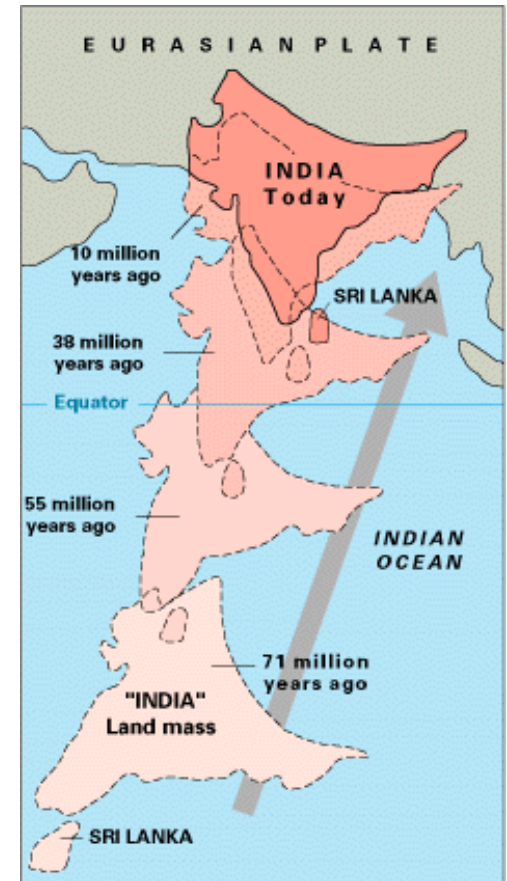 EURASIAN PLATE
INDIA
Today
10 million
years ago
SRI LANKA
38 million
years ago
Equator
55 million
years ago
INDIAN
OCEAN
71 million
years ago
"INDIA"
Land mass
SRI LANKA